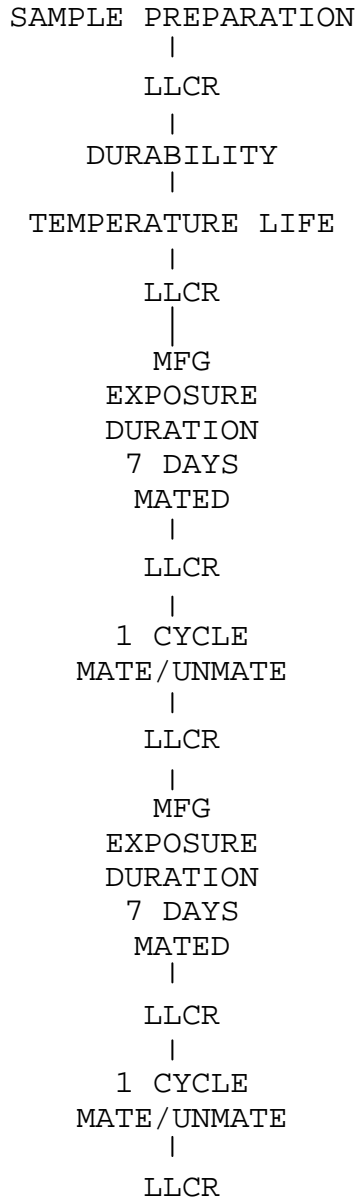 SAMPLE PREPARATION
LLCR
DURABILITY
TEMPERATURE LIFE
LLCR
MFG
EXPOSURE
DURATION
7 DAYS
MATED
LLCR
1 CYCLE
MATE/UNMATE
LLCR
MFG
EXPOSURE
DURATION
7 DAYS
MATED
LLCR
1 CYCLE
MATE/UNMATE
LLCR